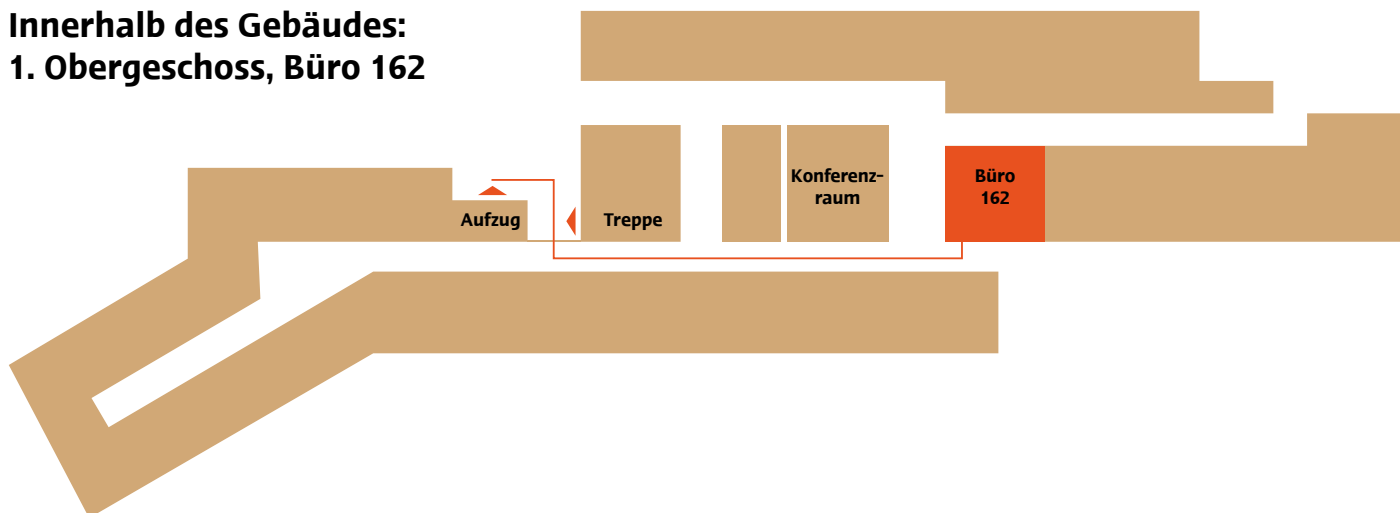 Innerhalb des Gebäudes:
1. Obergeschoss, Büro 162
Konferenz-
raum
Büro
162
Aufzug
Treppe